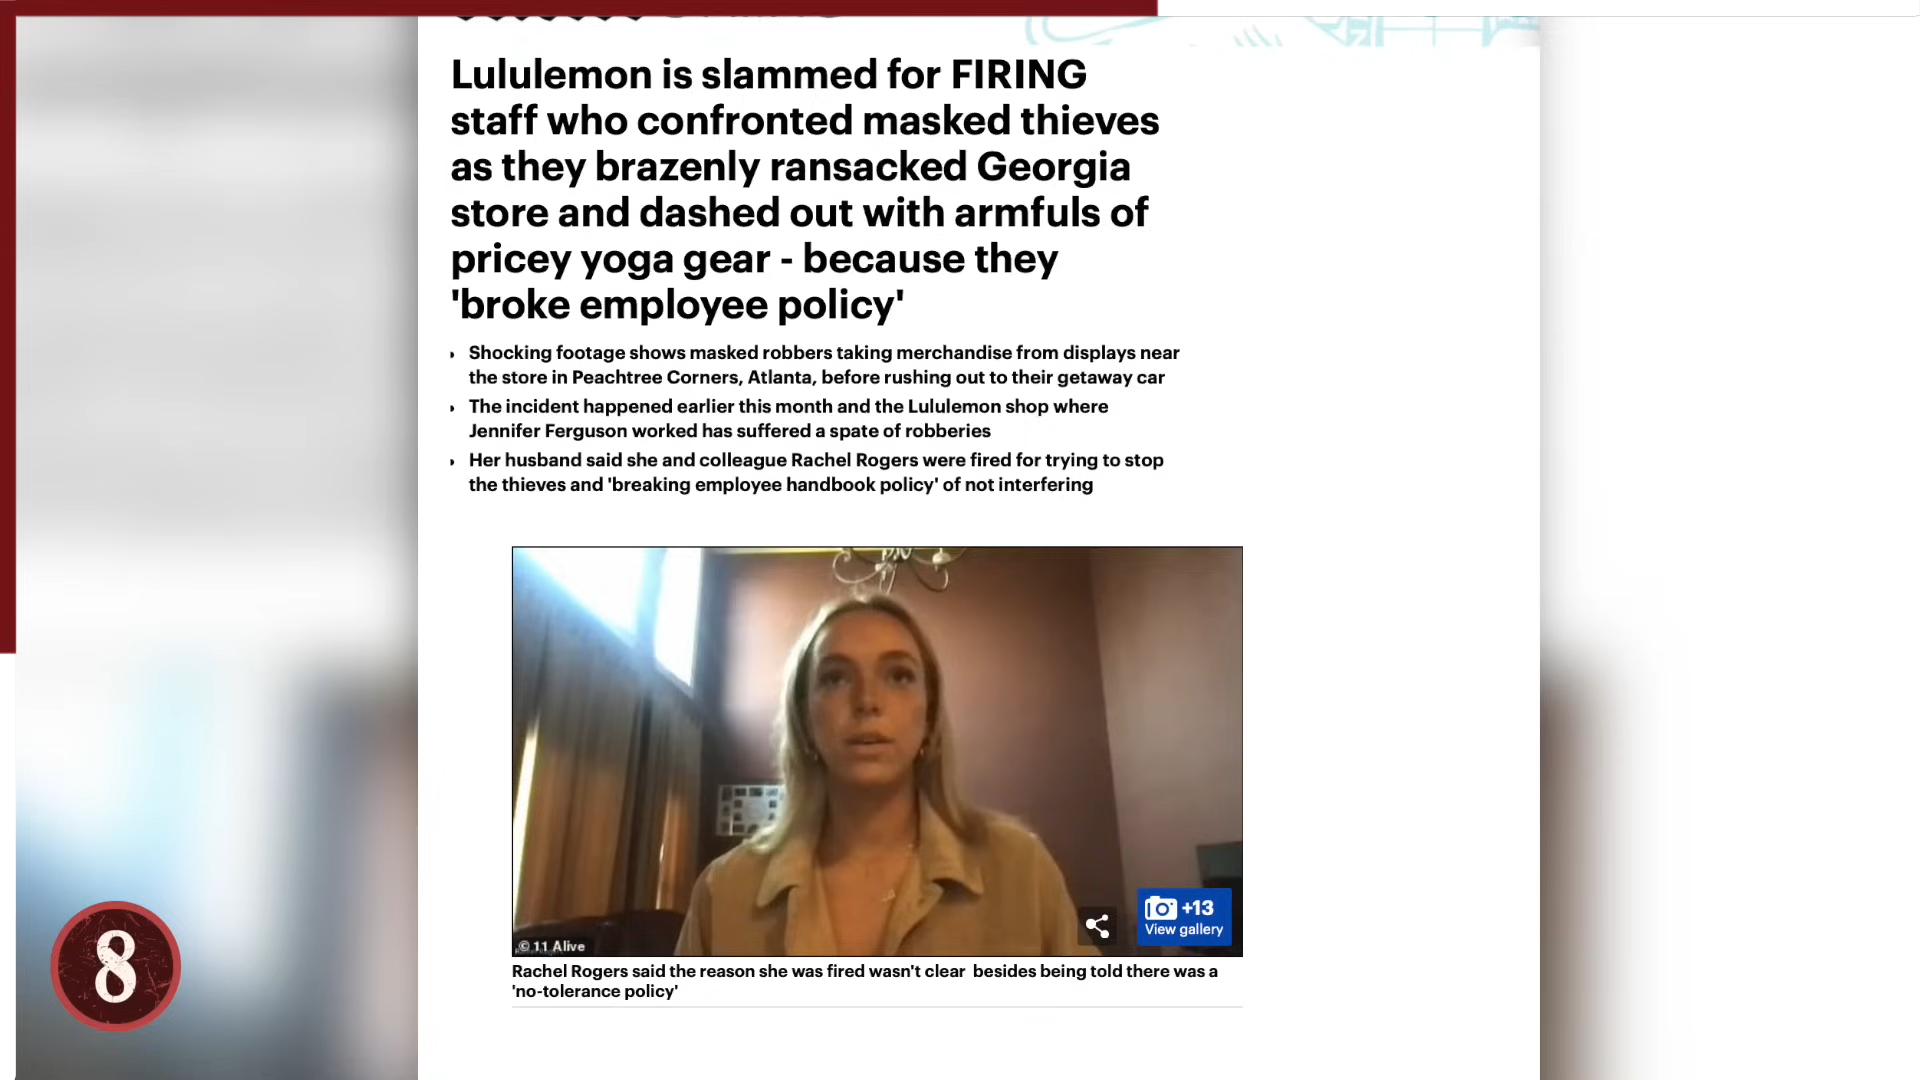 Lululemon is slammed for FIRING
staff who confronted masked thieves
as they brazenly ransacked Georgia
store and dashed out with armfuls of
pricey yoga gear - because they
'broke employee policy'
Shocking footage shows masked robbers taking merchandise from displays near
the store in Peachtree Corners, Atlanta, before rushing out to their getaway car
The incident happened earlier this month and the Lululemon shop where
Jennifer Ferguson worked has suffered a spate of robberies
Her husband said she and colleague Rachel Rogers were fired for trying to stop
the thieves and 'breaking employee handbook policy' of not interfering
+13
View gallery
© 11 Alive
Rachel Rogers said the reason she was fired wasn't clear besides being told there was a
'no-tolerance policy'
8